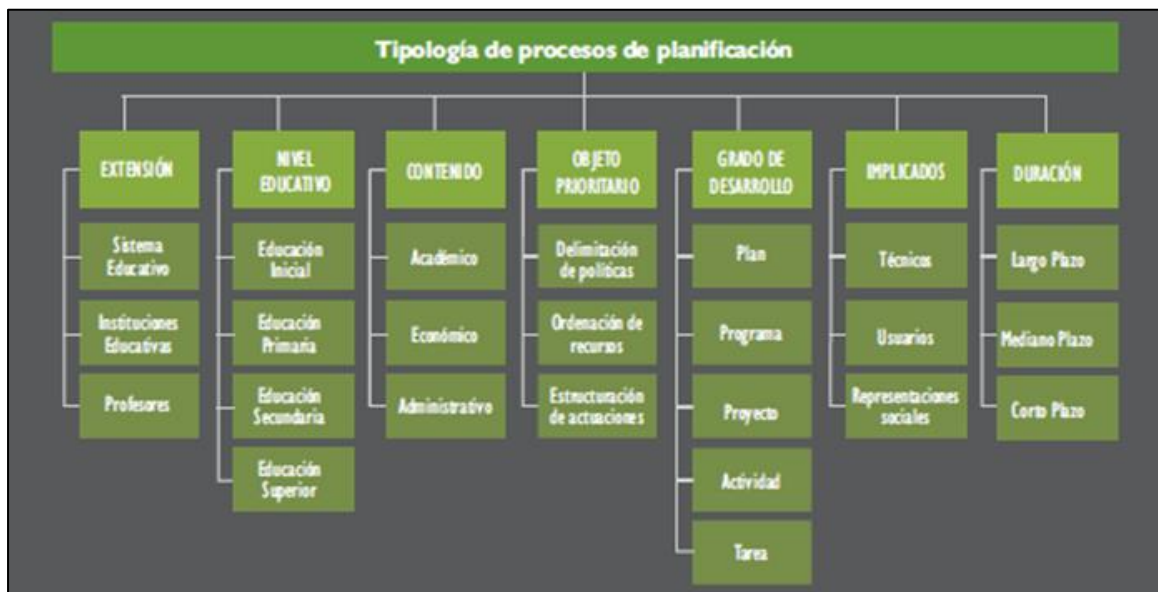 Tipología de procesos de planificación
EXTENSIÓN
Sistema
Educativo
Instituciones
Educativas
Profesores
NIVEL
EDUCATIVO
Educación
Inicial
Educación
Primaria
Educación
Secundaria
Educación
Superior
CONTENIDO
Académico
Económico
Administrativo
OBJETO
PRIORITARIO
Delimitación
de políticas
Ordenación de
recursos
Estructuración
de actuaciones
GRADO DE
DESARROLLO
Plan
Programa
Proyecto
Actividad
Tarea
IMPLICADOS
Técnicos
Usuarios
Representaciones
sociales
DURACIÓN
Largo Plazo
Mediano Plazo
Corto Plazo